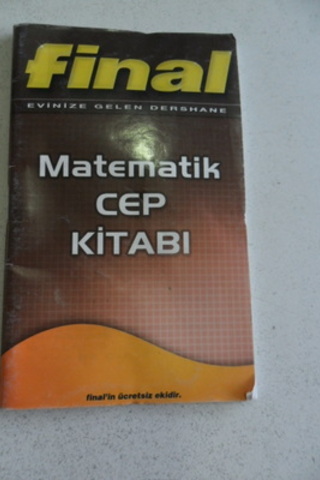 final
EVİNİZE GELEN DERSHANE
Matematik
CEP
KİTABI
final'in ücretsiz ekidir.